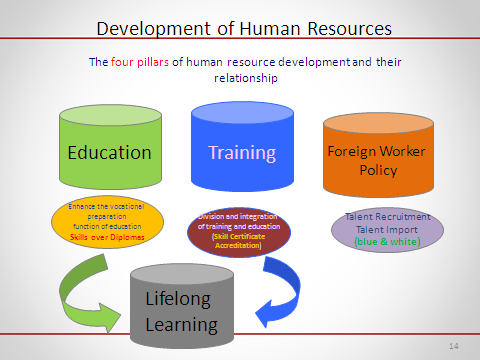 Development of Human Resources
The four pillars of human resource development and their
relationship
Education
Training
Foreign Worker
Policy
Enhance the vocational
preparation
function of education
Skills over Diplomas
Division and integration
of training and education
(Skill Certificate
Accreditation)
Talent Recruitment
Talent Import
(blue & white)
Lifelong
Learning
14